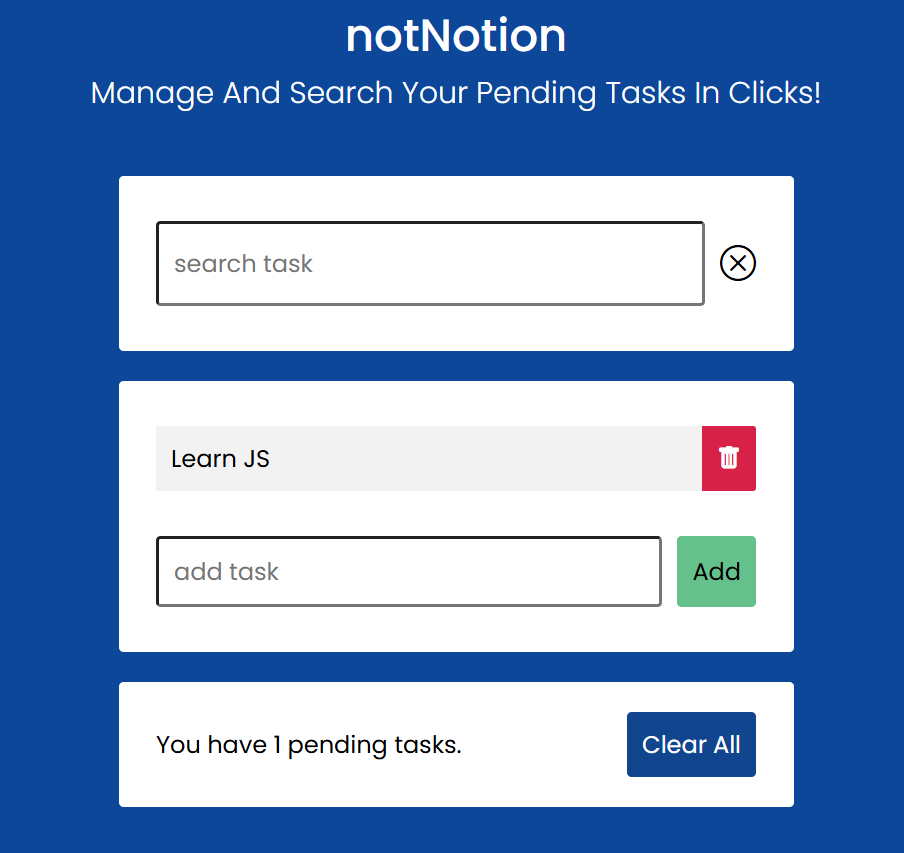 notNotion
Manage And Search Your Pending Tasks In Clicks!
search task
Learn JS
add task
Add
You have 1 pending tasks.
Clear All